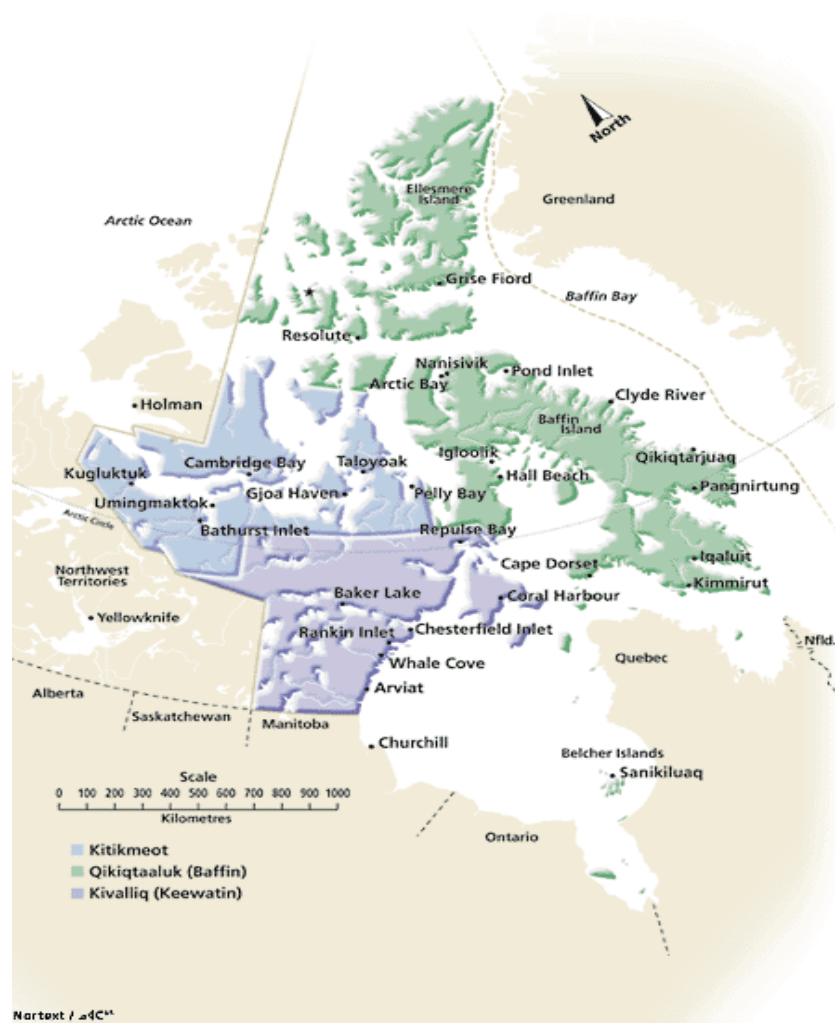 North
Ellesmere
Island
Greenland
Arctic Ocean
Grise Fiord
Baffin Bay
Resolute
Nanisivik
Pond Inlet
Arctic Bay
Clyde River
Holman
Baffin
Island
Igloolik
Qikiqtarjuaq
Cambridge Bay
Taloyoak
Kugluktuk
Hall Beach
Gjoa Haven
Pelly Bay
Pangnirtung
Umingmaktok
Arctic Circle
Bathurst Inlet
Repulse Bay
Iqaluit
Cape Dorset
Northwest
Territories
Kimmirut
Baker Lake
Coral Harbour
Yellowknife
Rankin Inlet
Chesterfield Inlet
Nfld.
Whale Cove
Quebec
Alberta
Arviat
Saskatchewan
Manitoba
Churchill
Belcher Islands
Sanikiluaq
Scale
0 100 200 300 400 500 600 700 800 900 1000
Kilometres
Ontario
Kitikmeot
Qikiqtaaluk (Baffin)
Kivalliq (Keewatin)
Nortext /